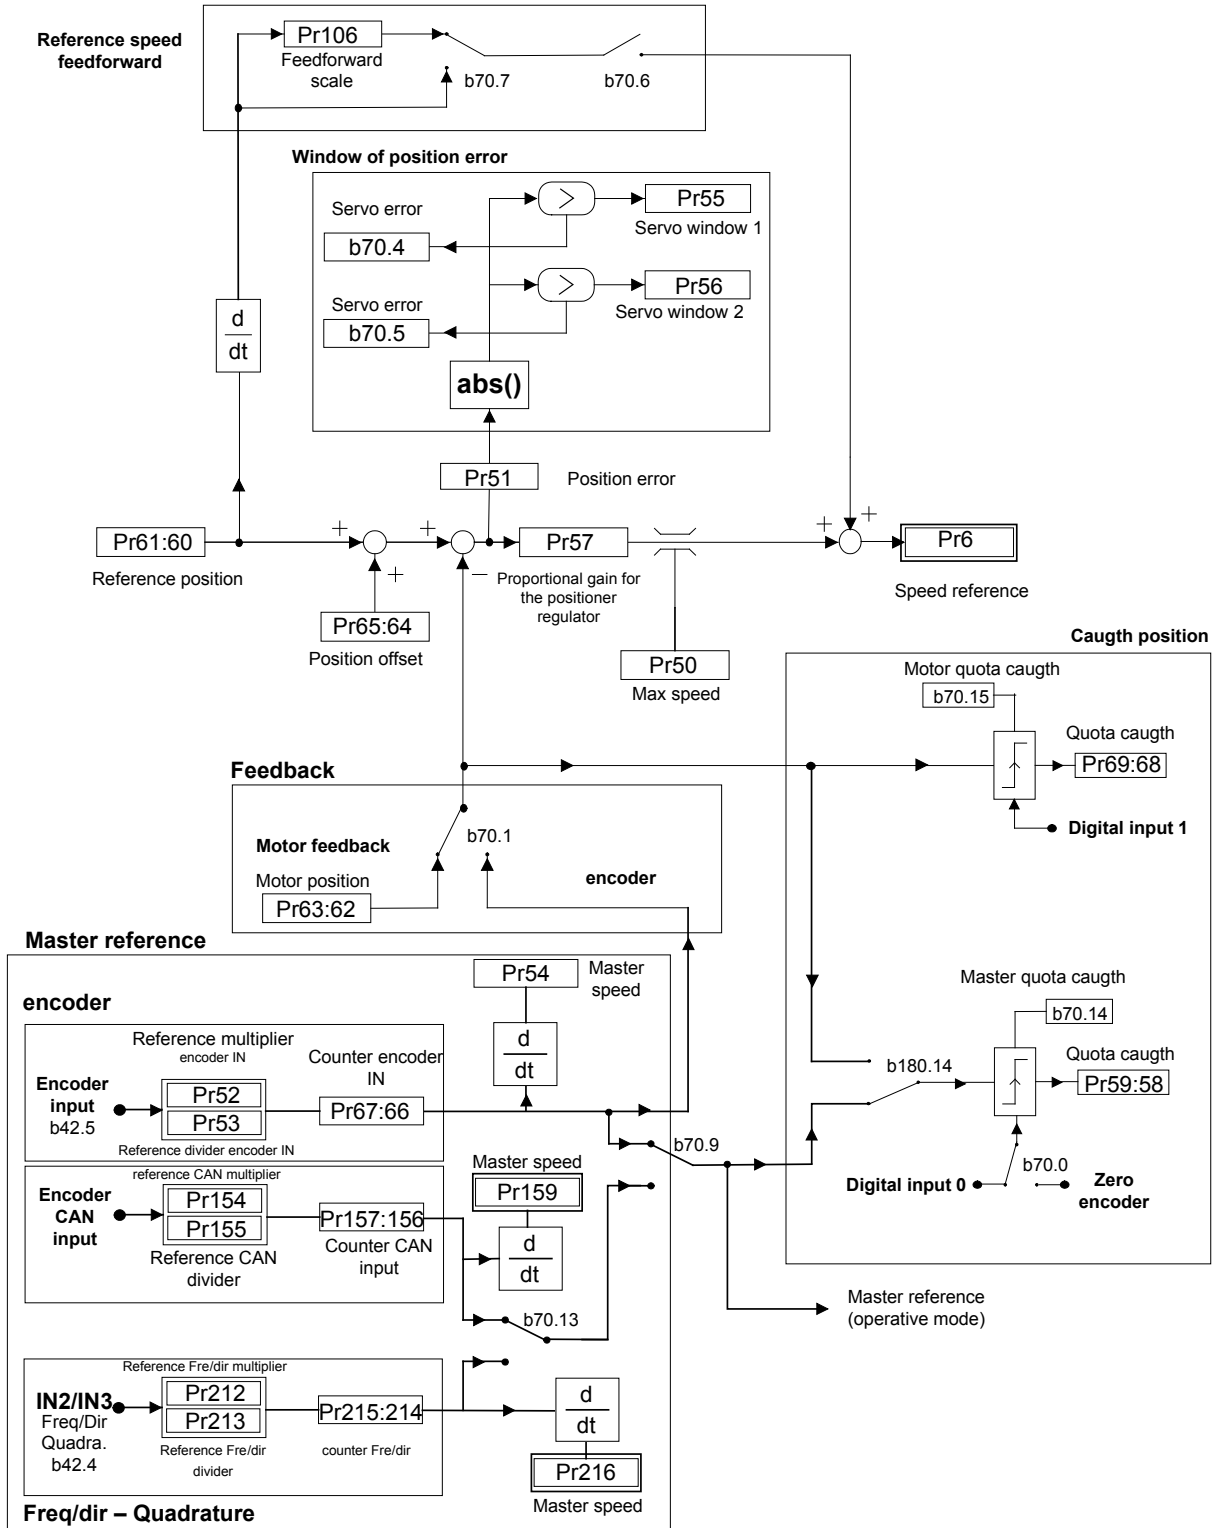 Reference speed
feedforward
Pr106
Feedforward
scale
b70.7
b70.6
Window of position error
Servo error
b70.4
>
Pr55
Servo window 1
Servo error
b70.5
>
Pr56
Servo window 2
d
dt
abs()
Pr51
Position error
Pr61:60
Reference position
+
+
+
−
Pr65:64
Position offset
Pr57
Proportional gain for
the positioner
regulator
Pr50
Max speed
+
+
Pr6
Speed reference
Caugth position
Motor quota caugth
b70.15
Quota caugth
Pr69:68
Digital input 1
Feedback
Motor feedback
b70.1
Motor position
Pr63:62
encoder
Master reference
encoder
Pr54
Master
speed
d
dt
Reference multiplier
encoder IN
Counter encoder
IN
Encoder
input
b42.5
Pr52
Pr53
Pr67:66
Reference divider encoder IN
b70.9
Master quota caugth
b70.14
b180.14
Quota caugth
Pr59:58
b70.0
Digital input 0
Zero
encoder
reference CAN multiplier
Encoder
CAN
input
Pr154
Pr155
Reference CAN
divider
Pr157:156
Counter CAN
input
Master speed
Pr159
d
dt
b70.13
Master reference
(operative mode)
Reference Fre/dir multiplier
IN2/IN3
Freq/Dir
Quadra.
b42.4
Pr212
Pr213
Reference Fre/dir
divider
Pr215:214
counter Fre/dir
d
dt
Pr216
Master speed
Freq/dir – Quadrature